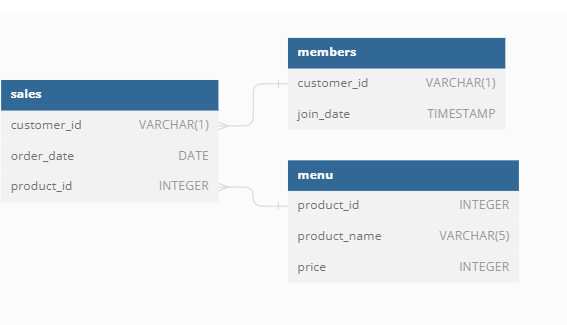 sales
customer_id VARCHAR(1)
order_date DATE
product_id INTEGER
members
customer_id VARCHAR(1)
join_date TIMESTAMP
menu
product_id INTEGER
product_name VARCHAR(5)
price INTEGER